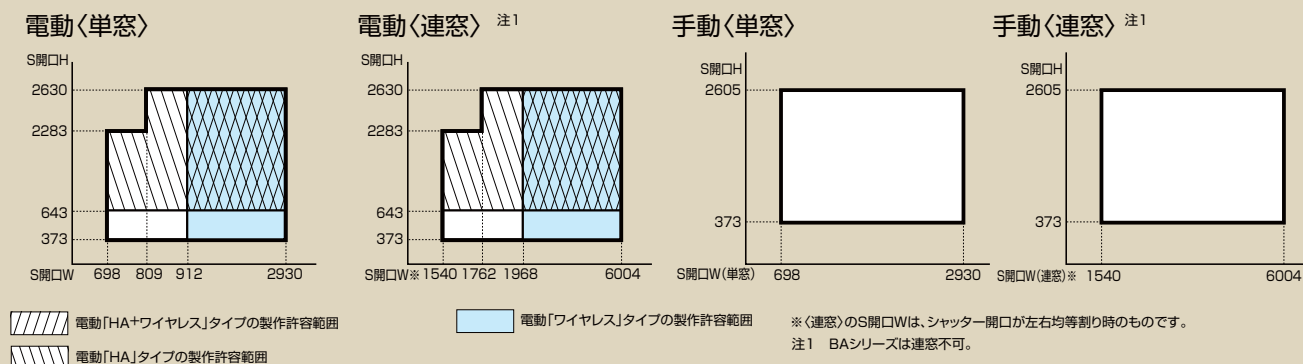 電動〈単窓〉
S開口H
2630
2283
643
373
S開口W 698 809 912 2930
電動〈連窓〉 注1
S開口H
2630
2283
643
373
S開口W※ 1540 1762 1968 6004
手動〈単窓〉
S開口H
2605
373
S開口W(単窓) 698 2930
手動〈連窓〉 注1
S開口H
2605
373
S開口W(連窓)※ 1540 6004
電動「HA+ワイヤレス」タイプの製作許容範囲
電動「HA」タイプの製作許容範囲
電動「ワイヤレス」タイプの製作許容範囲
※〈連窓〉のS開口Wは、シャッター開口が左右均等割り時のものです。
注1 BAシリーズは連窓不可。